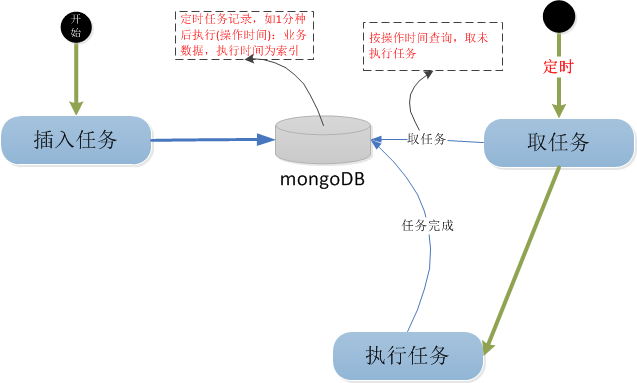 开
始
定时任务记录，如1分种
后执行(操作时间)：业务
数据，执行时间为索引
按操作时间查询，取未
执行任务
定时
插入任务
取任务
取任务
mongoDB
任务完成
执行任务